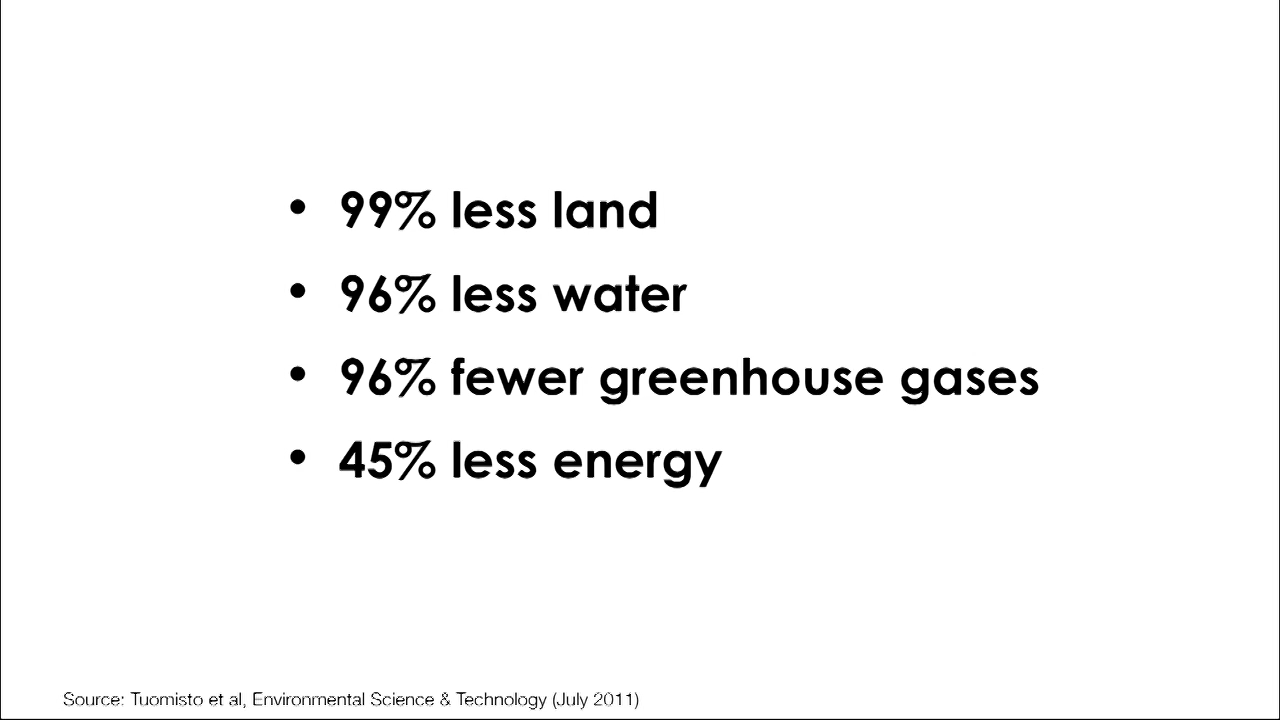 • 99% less land
• 96% less water
• 96% fewer greenhouse gases
• 45% less energy
Source: Tuomisto et al, Environmental Science & Technology (July 2011)